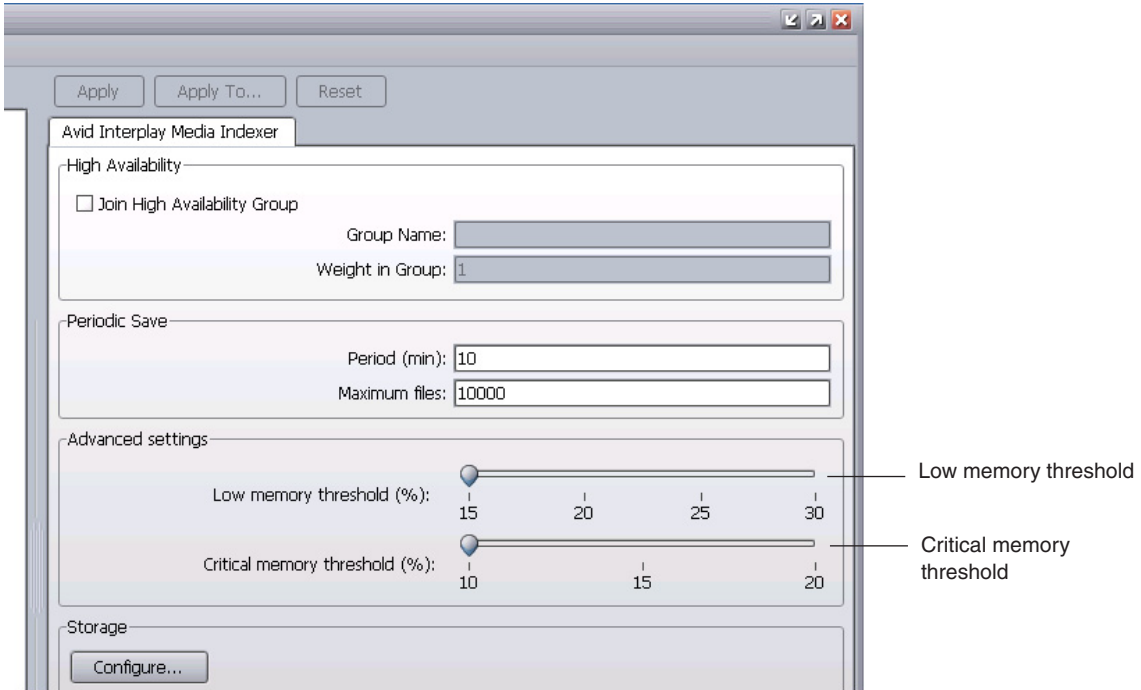 Apply Apply To... Reset
Avid Interplay Media Indexer
High Availability
Join High Availability Group
Group Name:
Weight in Group: 1
Periodic Save
Period (min): 10
Maximum files: 10000
Advanced settings
Low memory threshold (%):
15 20 25 30
Low memory threshold
Critical memory threshold (%):
10 15 20
Critical memory
threshold
Storage
Configure...